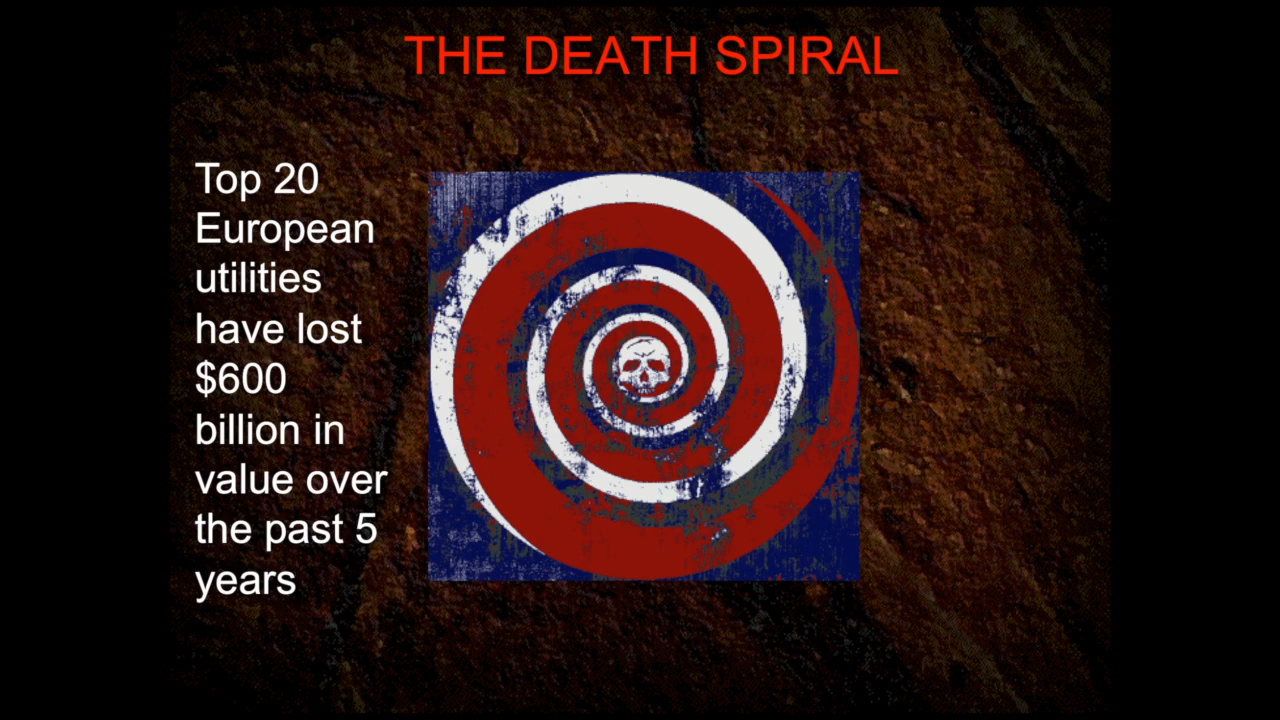 THE DEATH SPIRAL
Top 20
European
utilities
have lost
$600
billion in
value over
the past 5
years